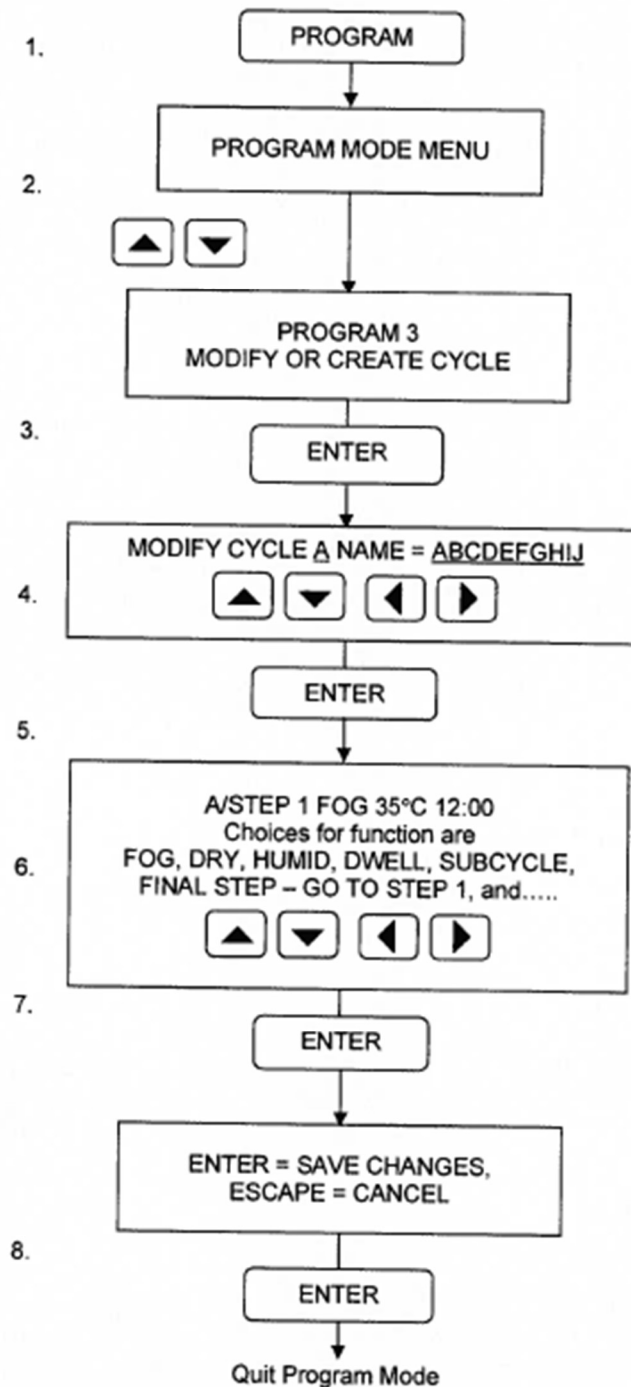 1.
PROGRAM
PROGRAM MODE MENU
2.
PROGRAM 3
MODIFY OR CREATE CYCLE
3.
ENTER
MODIFY CYCLE A NAME = ABCDEFGHIJ
4.
ENTER
5.
A/STEP 1 FOG 35°C 12:00
Choices for function are
FOG, DRY, HUMID, DWELL, SUBCYCLE,
6.
FINAL STEP – GO TO STEP 1, and.....
7.
ENTER
ENTER = SAVE CHANGES,
ESCAPE = CANCEL
8.
ENTER
Quit Program Mode